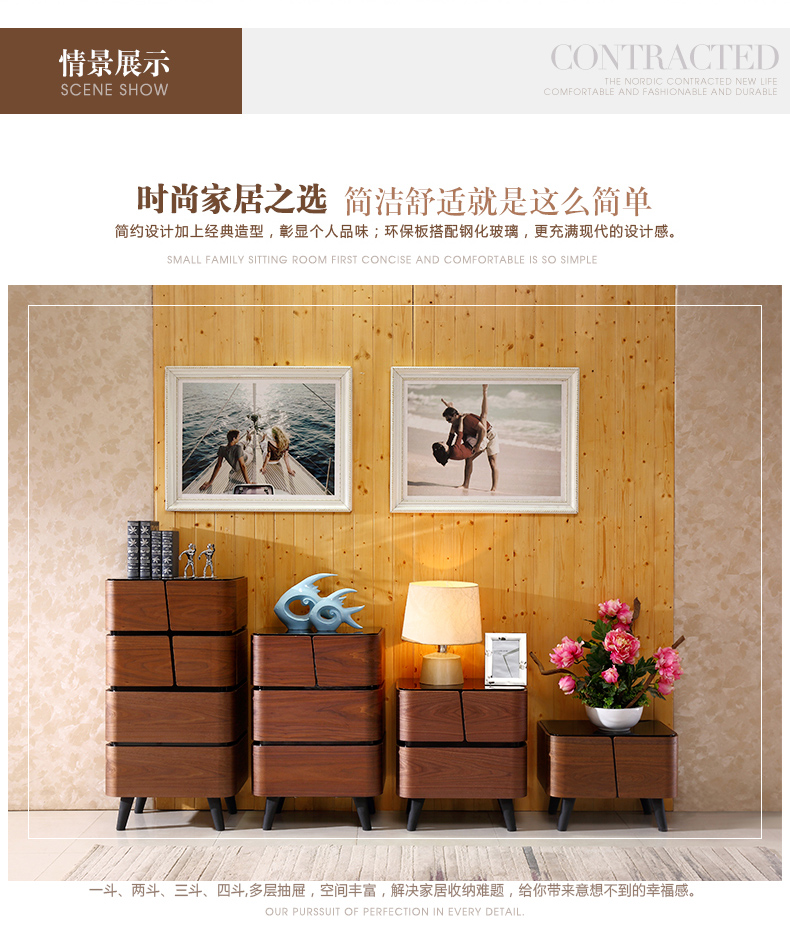 情景展示
SCENE SHOW
CONTRACTED
THE NORDIC CONTRACTED NEW LIFE
COMFORTABLE AND FASHIONABLE AND DURABLE
时尚家居之选 简洁舒适就是这么简单
简约设计加上经典造型，彰显个人品味；环保板搭配钢化玻璃，更充满现代的设计感。
SMALL FAMILY SITTING ROOM FIRST CONCISE AND COMFORTABLE IS SO SIMPLE
一斗、两斗、三斗、四斗,多层抽屉，空间丰富，解决家居收纳难题，给你带来意想不到的幸福感。
OUR PURSSUIT OF PERFECTION IN EVERY DETAIL.